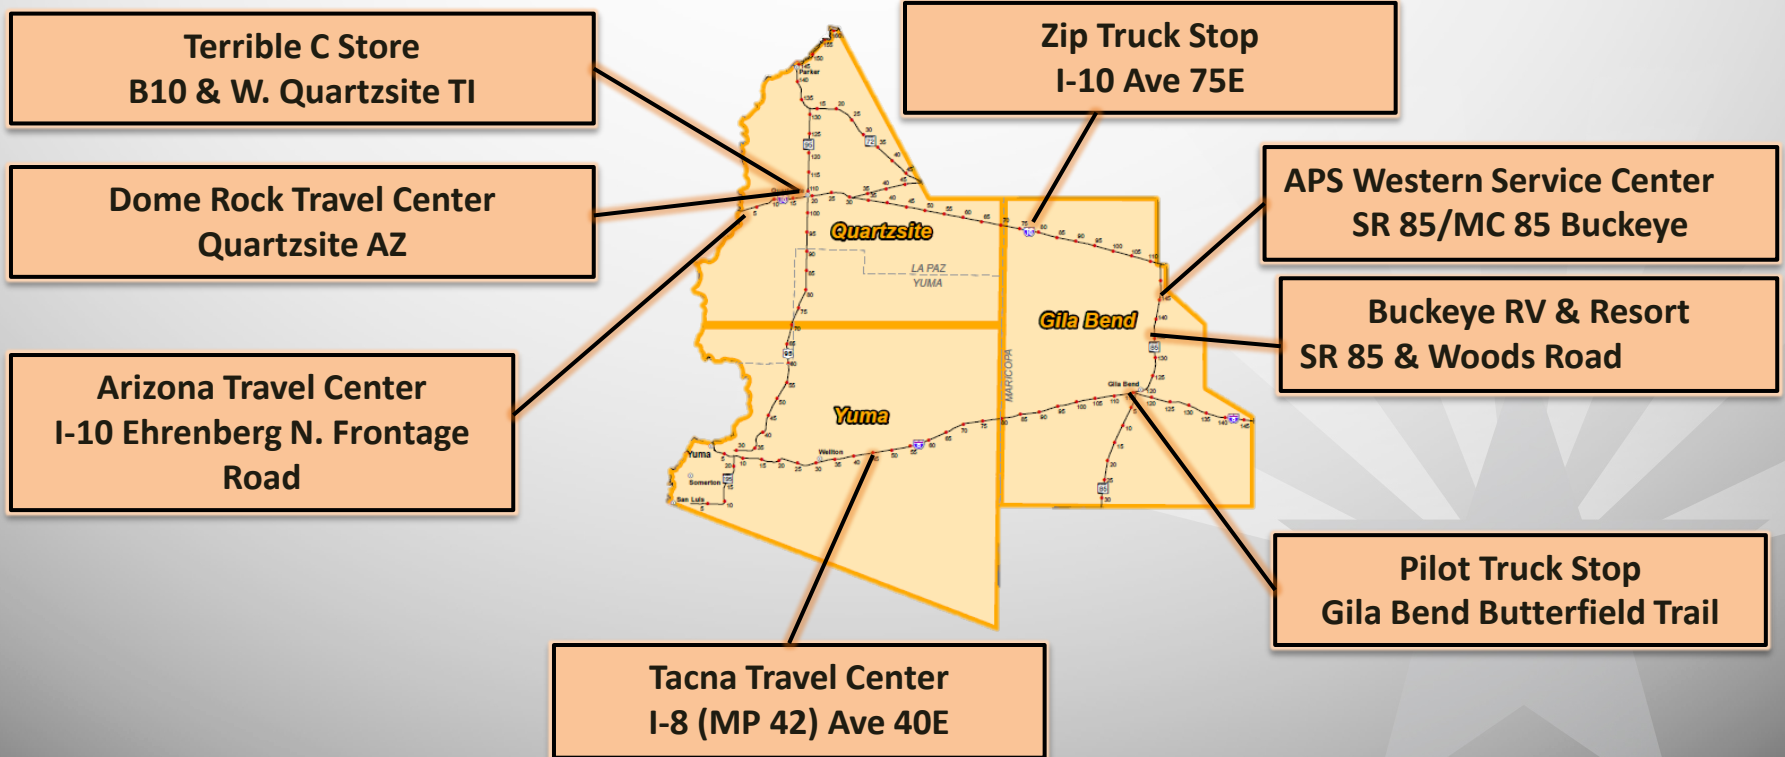 Terrible C Store
B10 & W. Quartzsite TI
Zip Truck Stop
I-10 Ave 75E
Dome Rock Travel Center
Quartzsite AZ
APS Western Service Center
SR 85/MC 85 Buckeye
Buckeye RV & Resort
SR 85 & Woods Road
Arizona Travel Center
I-10 Ehrenberg N. Frontage
Road
Pilot Truck Stop
Gila Bend Butterfield Trail
Tacna Travel Center
I-8 (MP 42) Ave 40E
Parker
Quartzsite
LA PAZ
YUMA
Gila Bend
MARICOPA
Gila Bend
Yuma
Yuma
Wellton
Somerton
San Luis